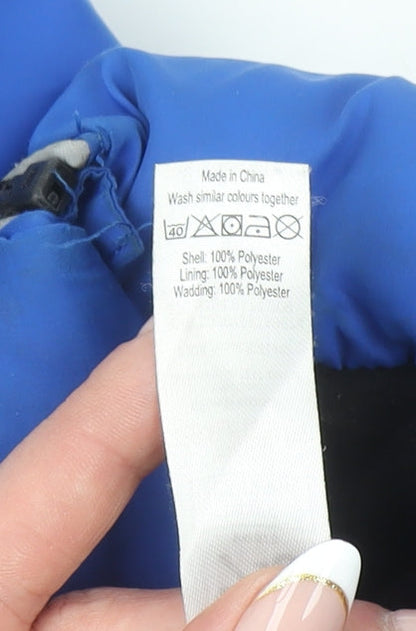 Made in China
Wash similar colours together
40
Shell: 100% Polyester
Lining: 100% Polyester
Wadding: 100% Polyester